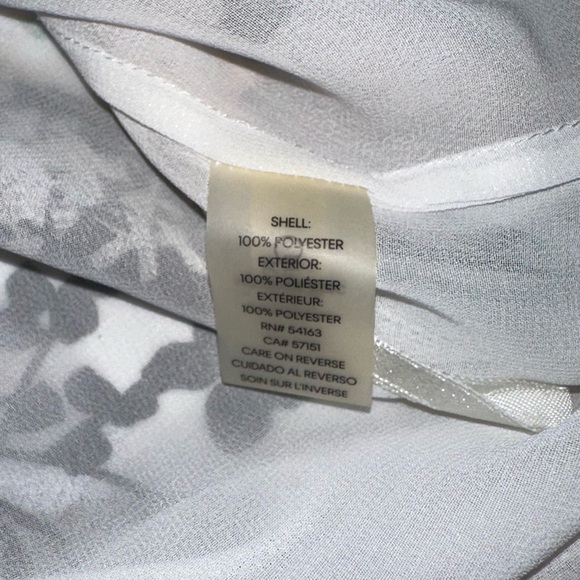 SHELL:
100% POLYESTER
EXTERIOR:
100% POLIÉSTER
EXTÉRIEUR:
100% POLYESTER
RN# 54163
CA# 57151
CARE ON REVERSE
CUIDADO AL REVERSO
SOIN SUR L'INVERSE